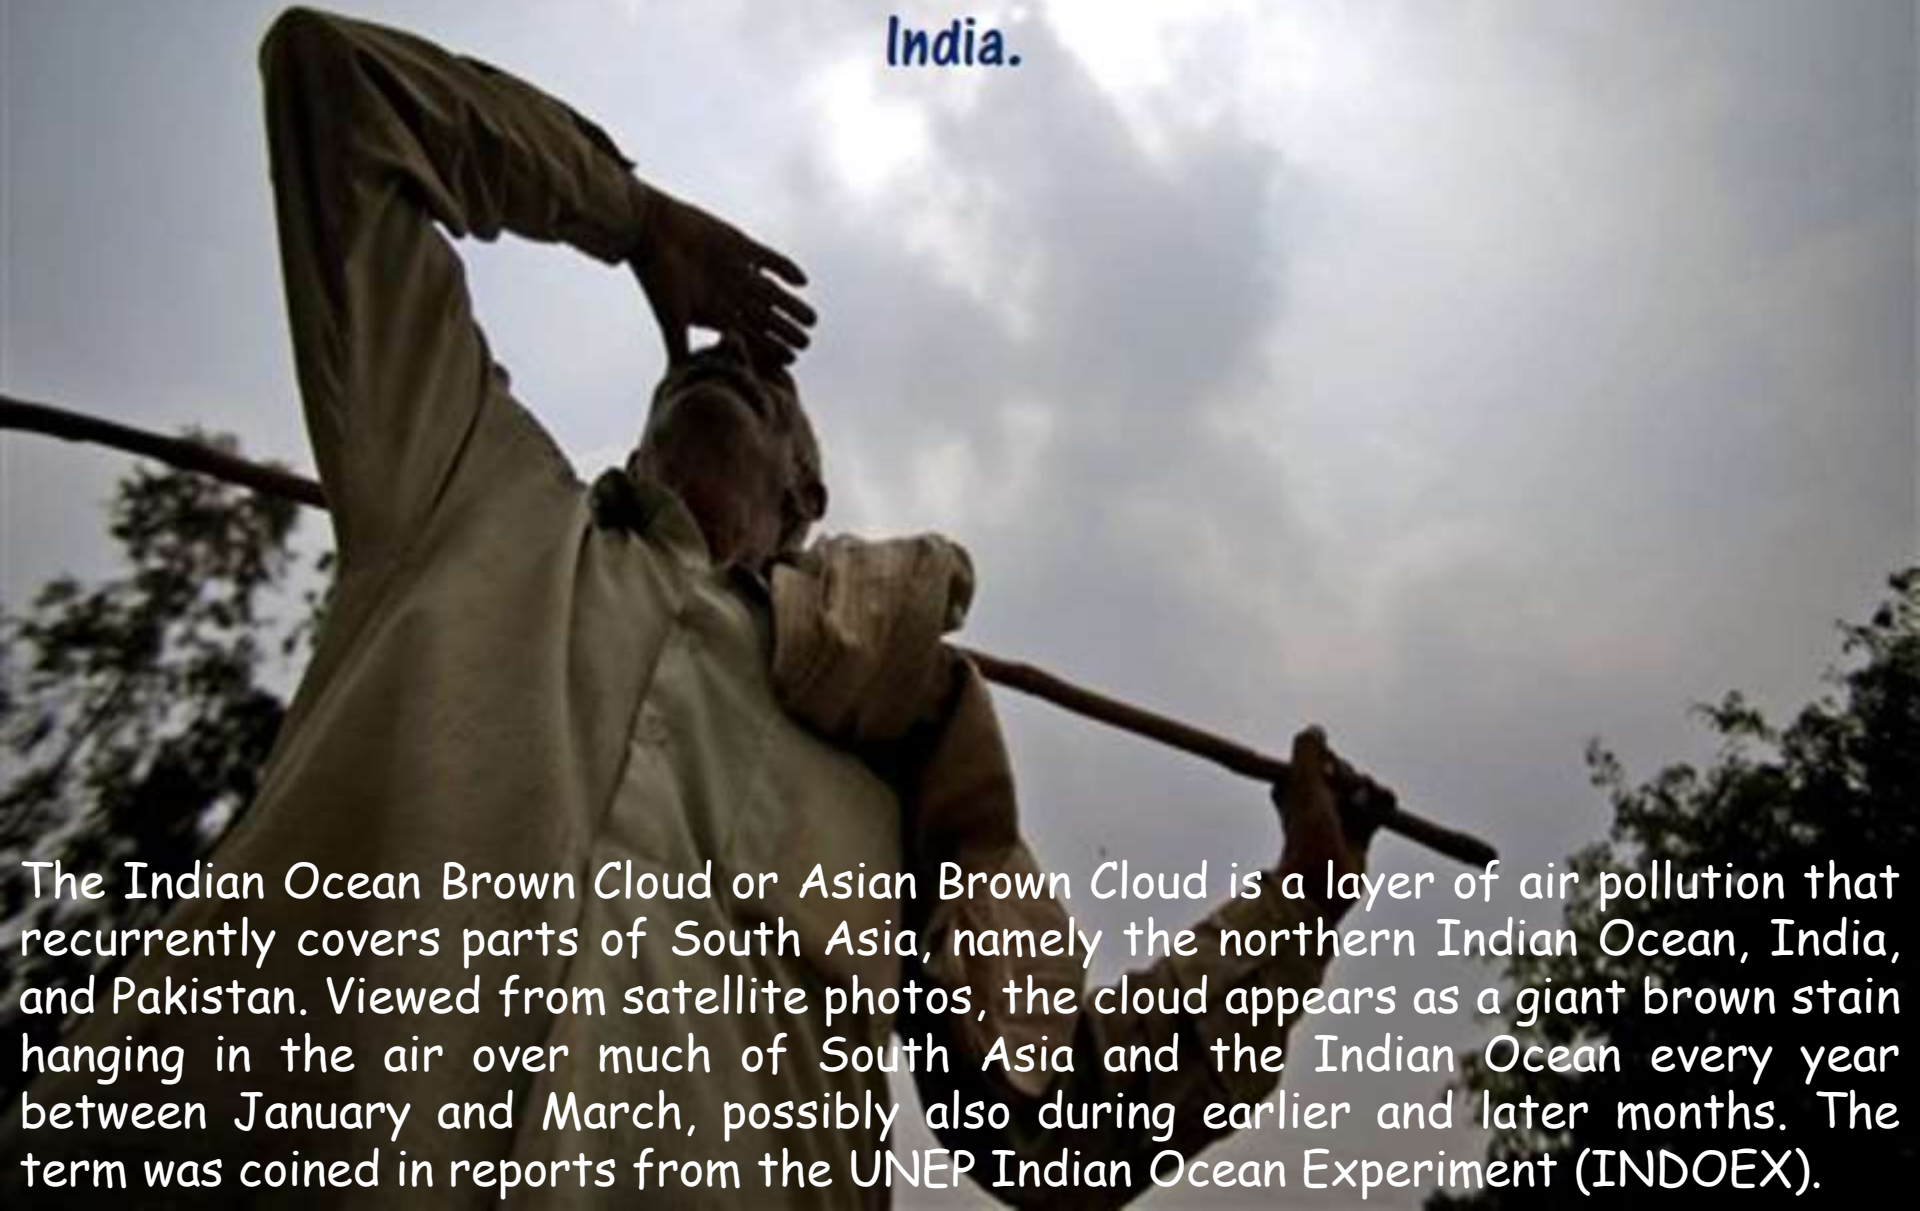 India.
The Indian Ocean Brown Cloud or Asian Brown Cloud is a layer of air pollution that
recurrently covers parts of South Asia, namely the northern Indian Ocean, India,
and Pakistan. Viewed from satellite photos, the cloud appears as a giant brown stain
hanging in the air over much of South Asia and the Indian Ocean every year
between January and March, possibly also during earlier and later months. The
term was coined in reports from the UNEP Indian Ocean Experiment (INDOEX).